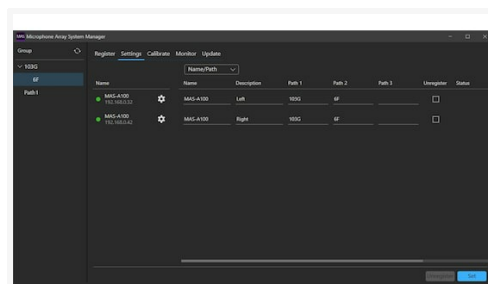 MAS Microphone Array System Manager
Group
Register Settings Calibrate Monitor Update
103G
6F
Path1
Name/Path
Name Name Description Path 1 Path 2 Path 3 Unregister Status
MAS-A100 MAS-A100 Left 103G 6F
192.168.0.32
MAS-A100 MAS-A100 Right 103G 6F
192.168.0.42
Set